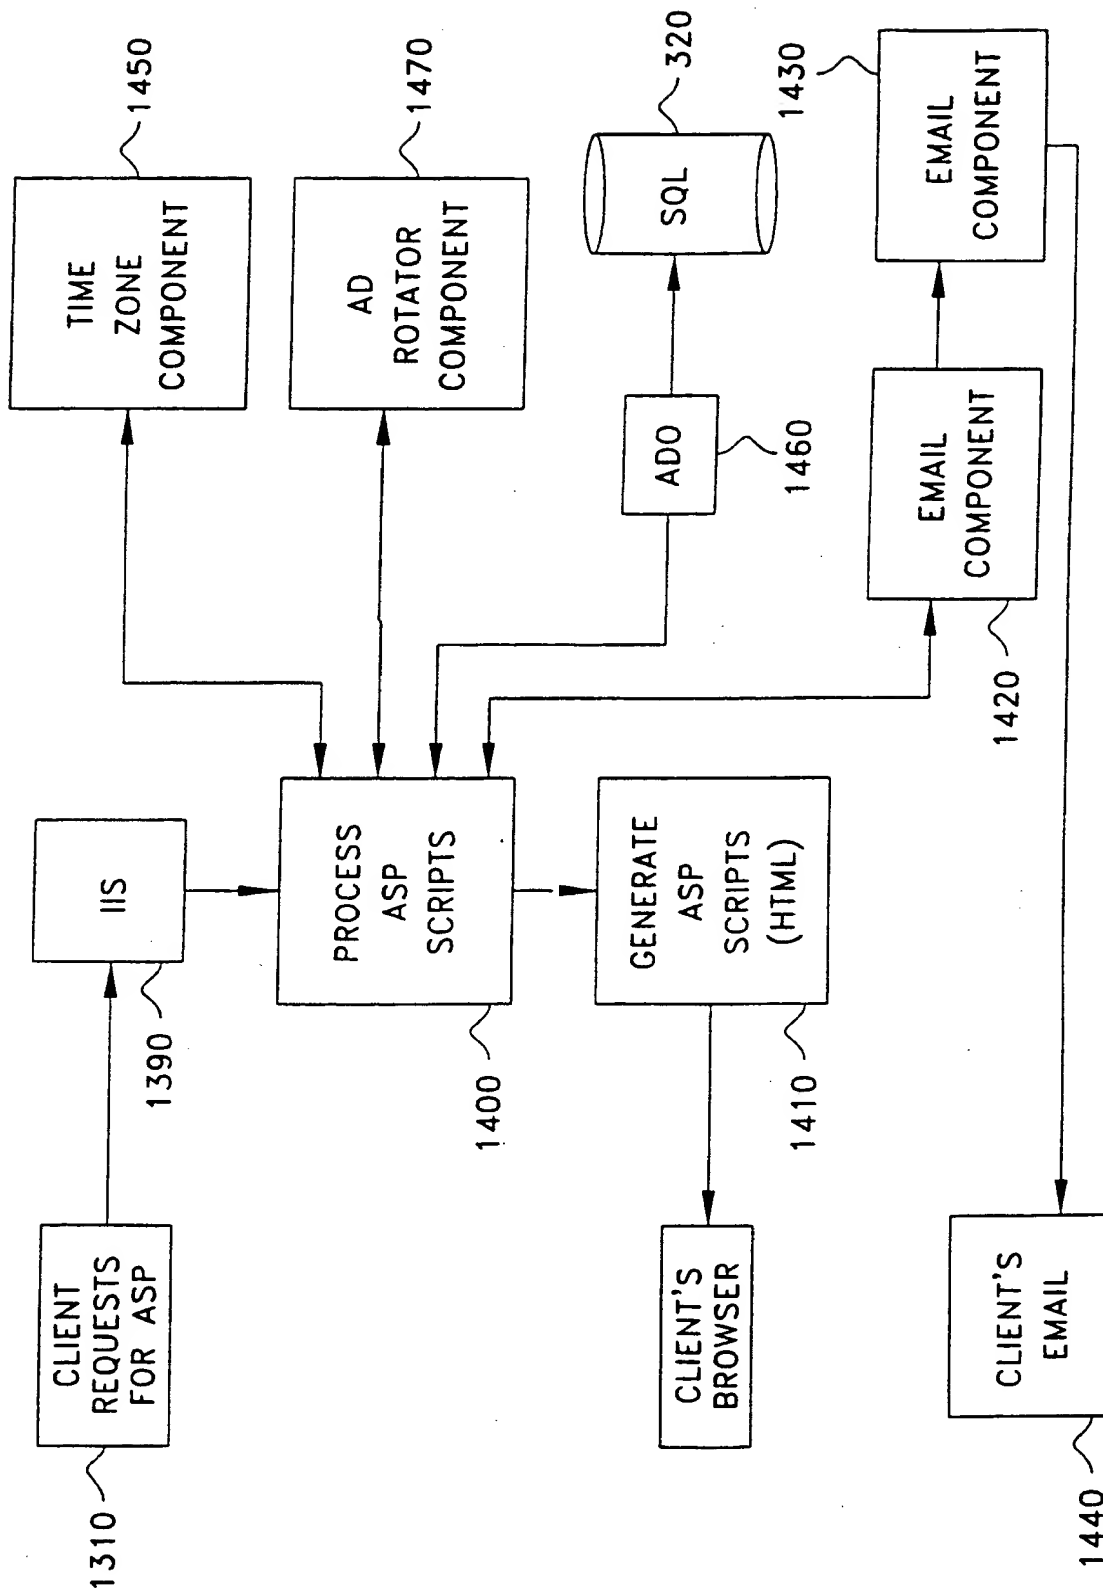 CLIENT
REQUESTS
FOR ASP
1310
IIS
1390
PROCESS
ASP
SCRIPTS
1400
GENERATE
ASP
SCRIPTS
(HTML)
1410
CLIENT'S
BROWSER
CLIENT'S
EMAIL
1440
TIME
ZONE
COMPONENT
1450
AD
ROTATOR
COMPONENT
1470
ADO
1460
SQL
320
EMAIL
COMPONENT
1420
EMAIL
COMPONENT
1430